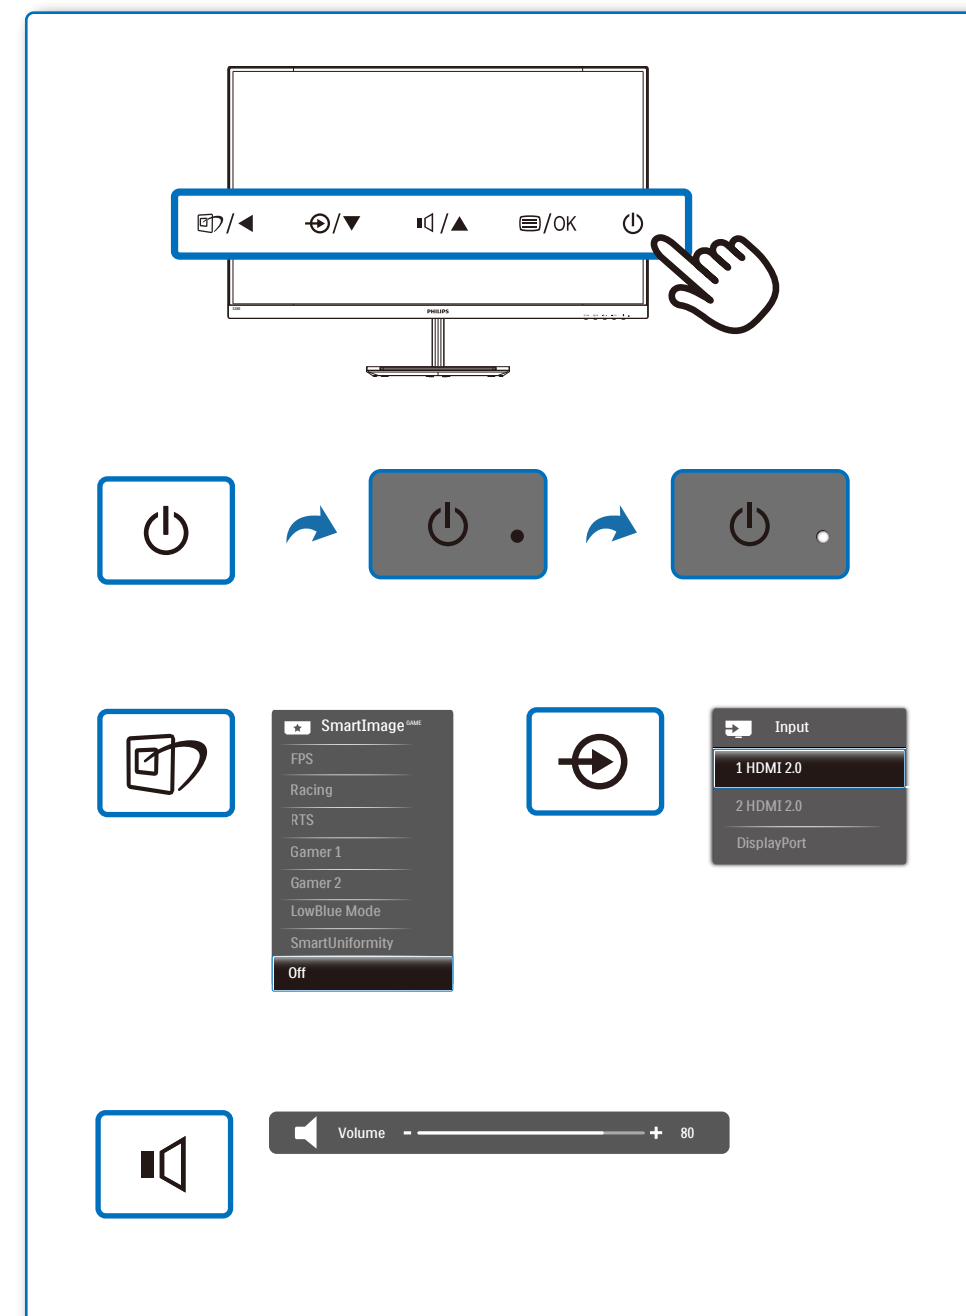 /◀ /▼ /▲ /OK
PHILIPS
SmartImage GAME
FPS
Racing
RTS
Gamer 1
Gamer 2
LowBlue Mode
SmartUniformity
Off
Input
1 HDMI 2.0
2 HDMI 2.0
DisplayPort
Volume - + 80